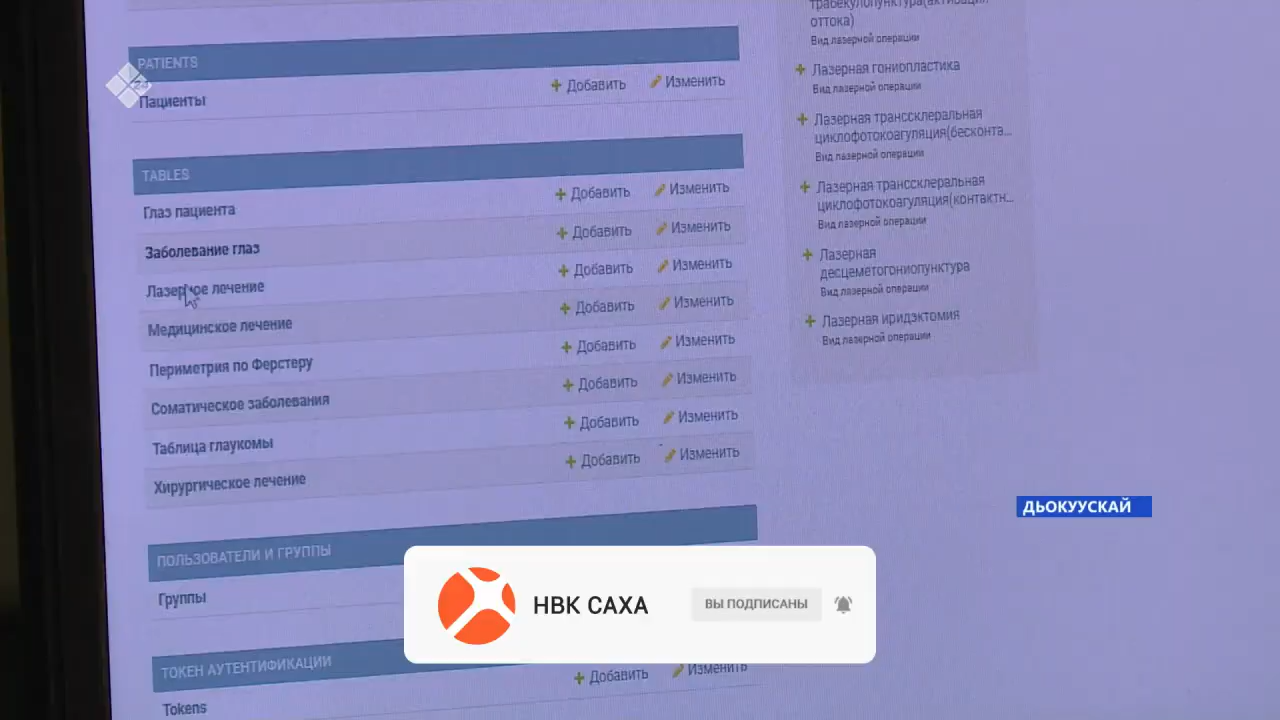 PATIENTS
24
Пациенты
Добавить
Изменить
TABLES
Глаз пациента
Добавить
Изменить
Заболевание глаз
Добавить
Изменить
Лазерное лечение
Добавить
Изменить
Медицинское лечение
Добавить
Изменить
Периметрия по Ферстеру
Добавить
Изменить
Соматическое заболевания
Добавить
Изменить
Таблица глаукомы
Добавить
Изменить
Хирургическое лечение
Добавить
Изменить
ПОЛЬЗОВАТЕЛИ И ГРУППЫ
Группы
ТОКЕН АУТЕНТИФИКАЦИИ
Tokens
Добавить
Изменить
трабекулопунктура(активация
оттока)
Вид лазерной операции
Лазерная гониопластика
Вид лазерной операции
Лазерная транссклеральная
циклофотокоагуляция(бесконта...
Вид лазерной операции
Лазерная транссклеральная
циклофотокоагуляция(контактн...
Вид лазерной операции
Лазерная
десцеметогониопунктура
Вид лазерной операции
Лазерная иридэктомия
Вид лазерной операции
ДЬОКУУСКАЙ
НВК САХА
ВЫ ПОДПИСАНЫ